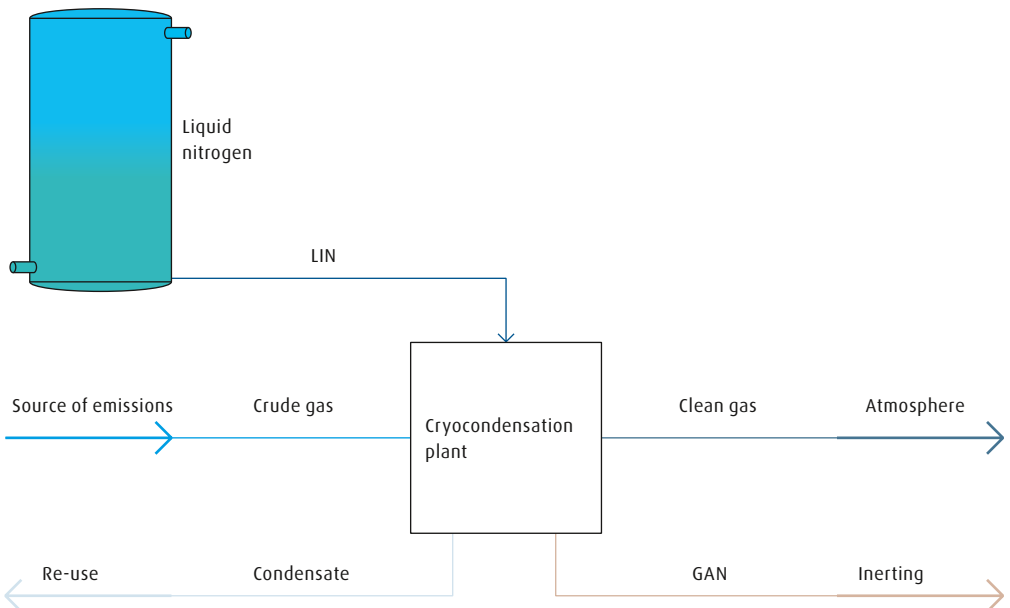 Liquid
nitrogen
LIN
Source of emissions
Crude gas
Cryocondensation
plant
Clean gas
Atmosphere
Re-use
Condensate
GAN
Inerting